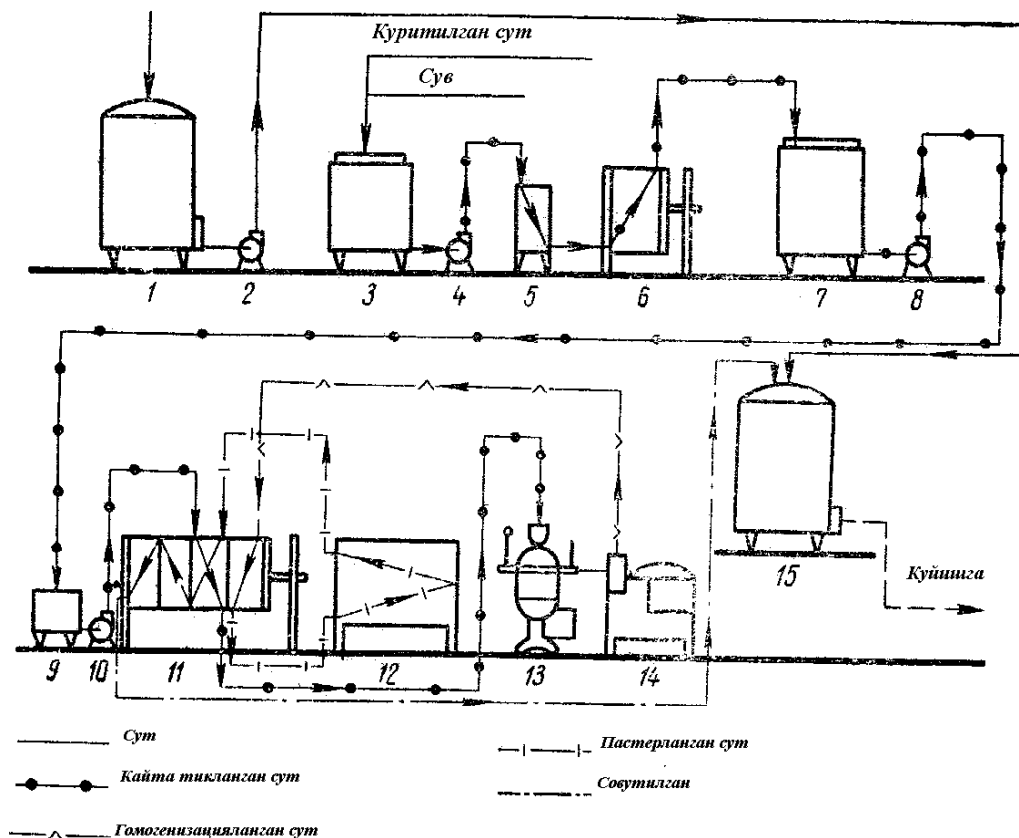 Куритилган сут
Сув
1 2 3 4 5 6 7 8
15
Куйишга
9 10 11 12 13 14
Сут
Пастерланган сут
Кайта тикланган сут
Совутилган
Гомогенизацияланган сут